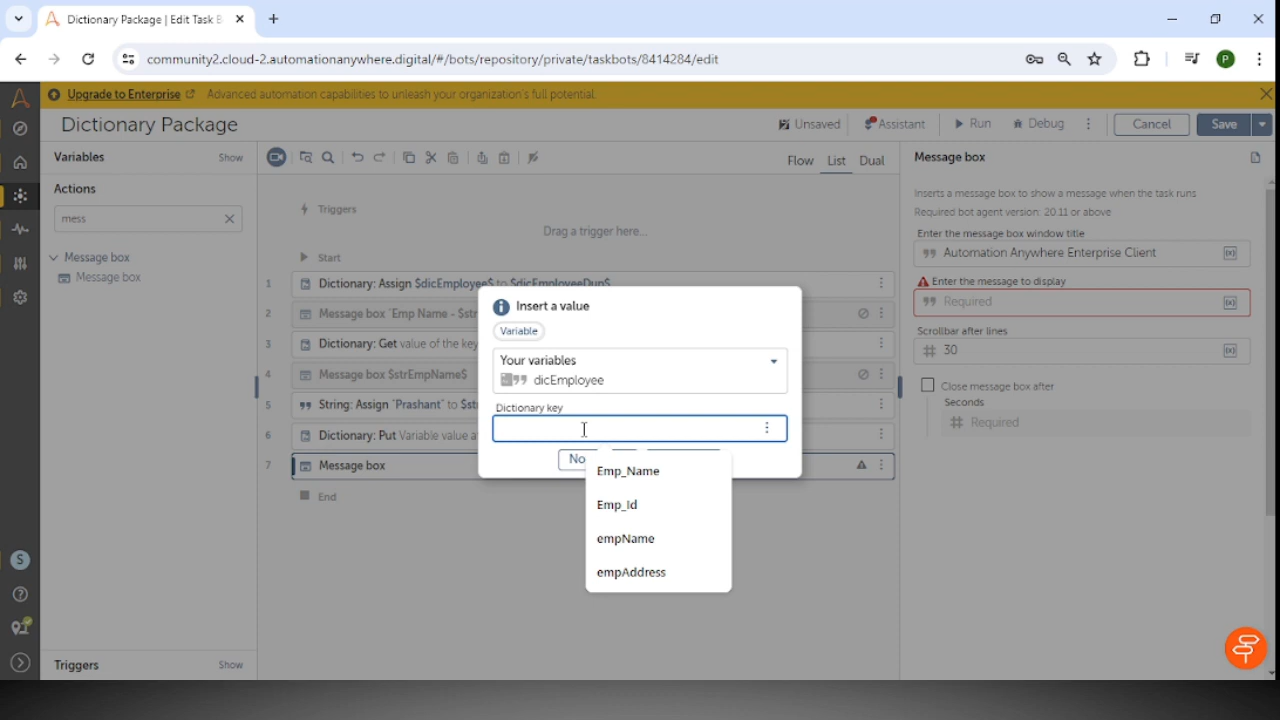 Dictionary Package | Edit Task B
community2.cloud-2.automationanywhere.digital/#/bots/repository/private/taskbots/8414284/edit
P
Upgrade to Enterprise
Advanced automation capabilities to unleash your organization's full potential.
Dictionary Package
Unsaved
Assistant
Run
Debug
Cancel
Save
Variables
Show
Flow
List
Dual
Message box
Actions
mess
Message box
Message box
Triggers
Drag a trigger here...
Start
1 Dictionary: Assign $dicEmployee$ to $dicEmployeeDup$
2 Message box "Emp Name - $str
3 Dictionary: Get value of the key
4 Message box $strEmpName$
5 String: Assign "Prashant" to $st
6 Dictionary: Put Variable value a
7 Message box
End
Insert a value
Variable
Your variables
dicEmployee
Dictionary key
No
Emp_Name
Emp_Id
empName
empAddress
Inserts a message box to show a message when the task runs
Required bot agent version: 20.11 or above
Enter the message box window title
Automation Anywhere Enterprise Client
(x)
Enter the message to display
Required
(x)
Scrollbar after lines
30
(x)
Close message box after
Seconds
Required
S
Triggers
Show